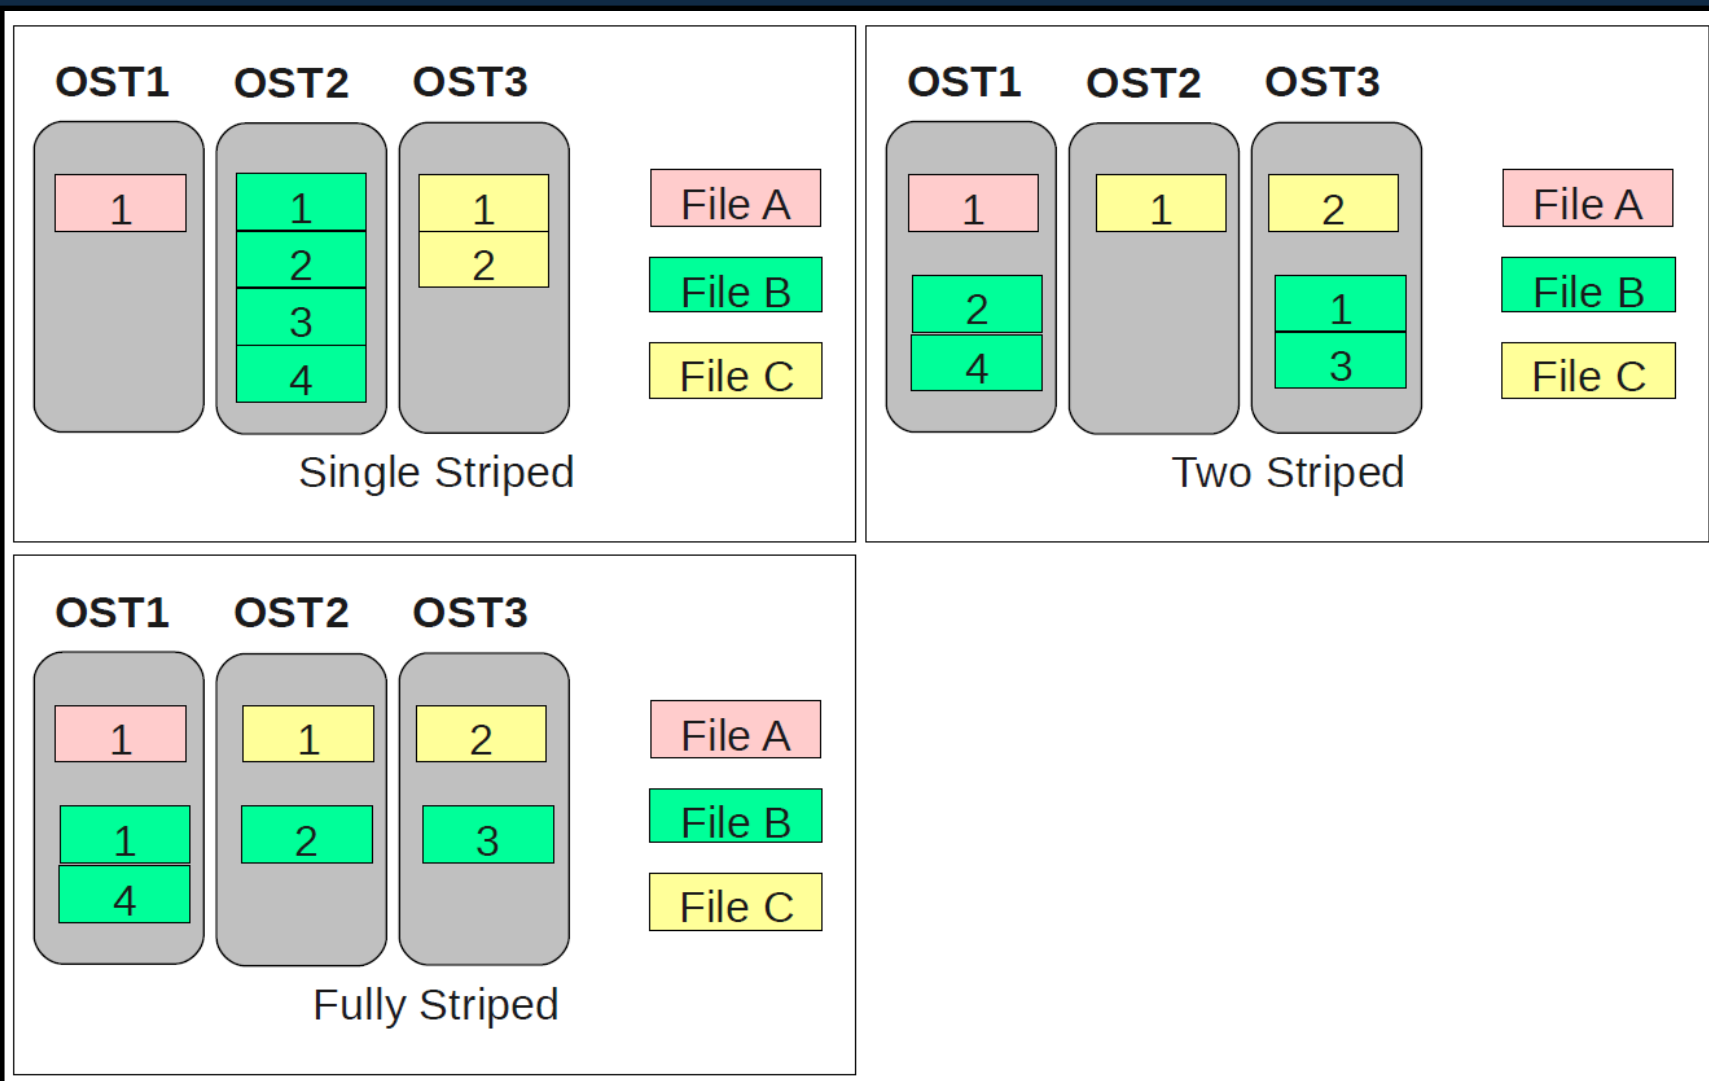 OST1 OST2 OST3
1 1 1 File A
2 2
File B
3
4 File C
Single Striped
OST1 OST2 OST3
1 1 2 File A
2 1 File B
4 3 File C
Two Striped
OST1 OST2 OST3
1 1 2 File A
1 2 3 File B
4 File C
Fully Striped